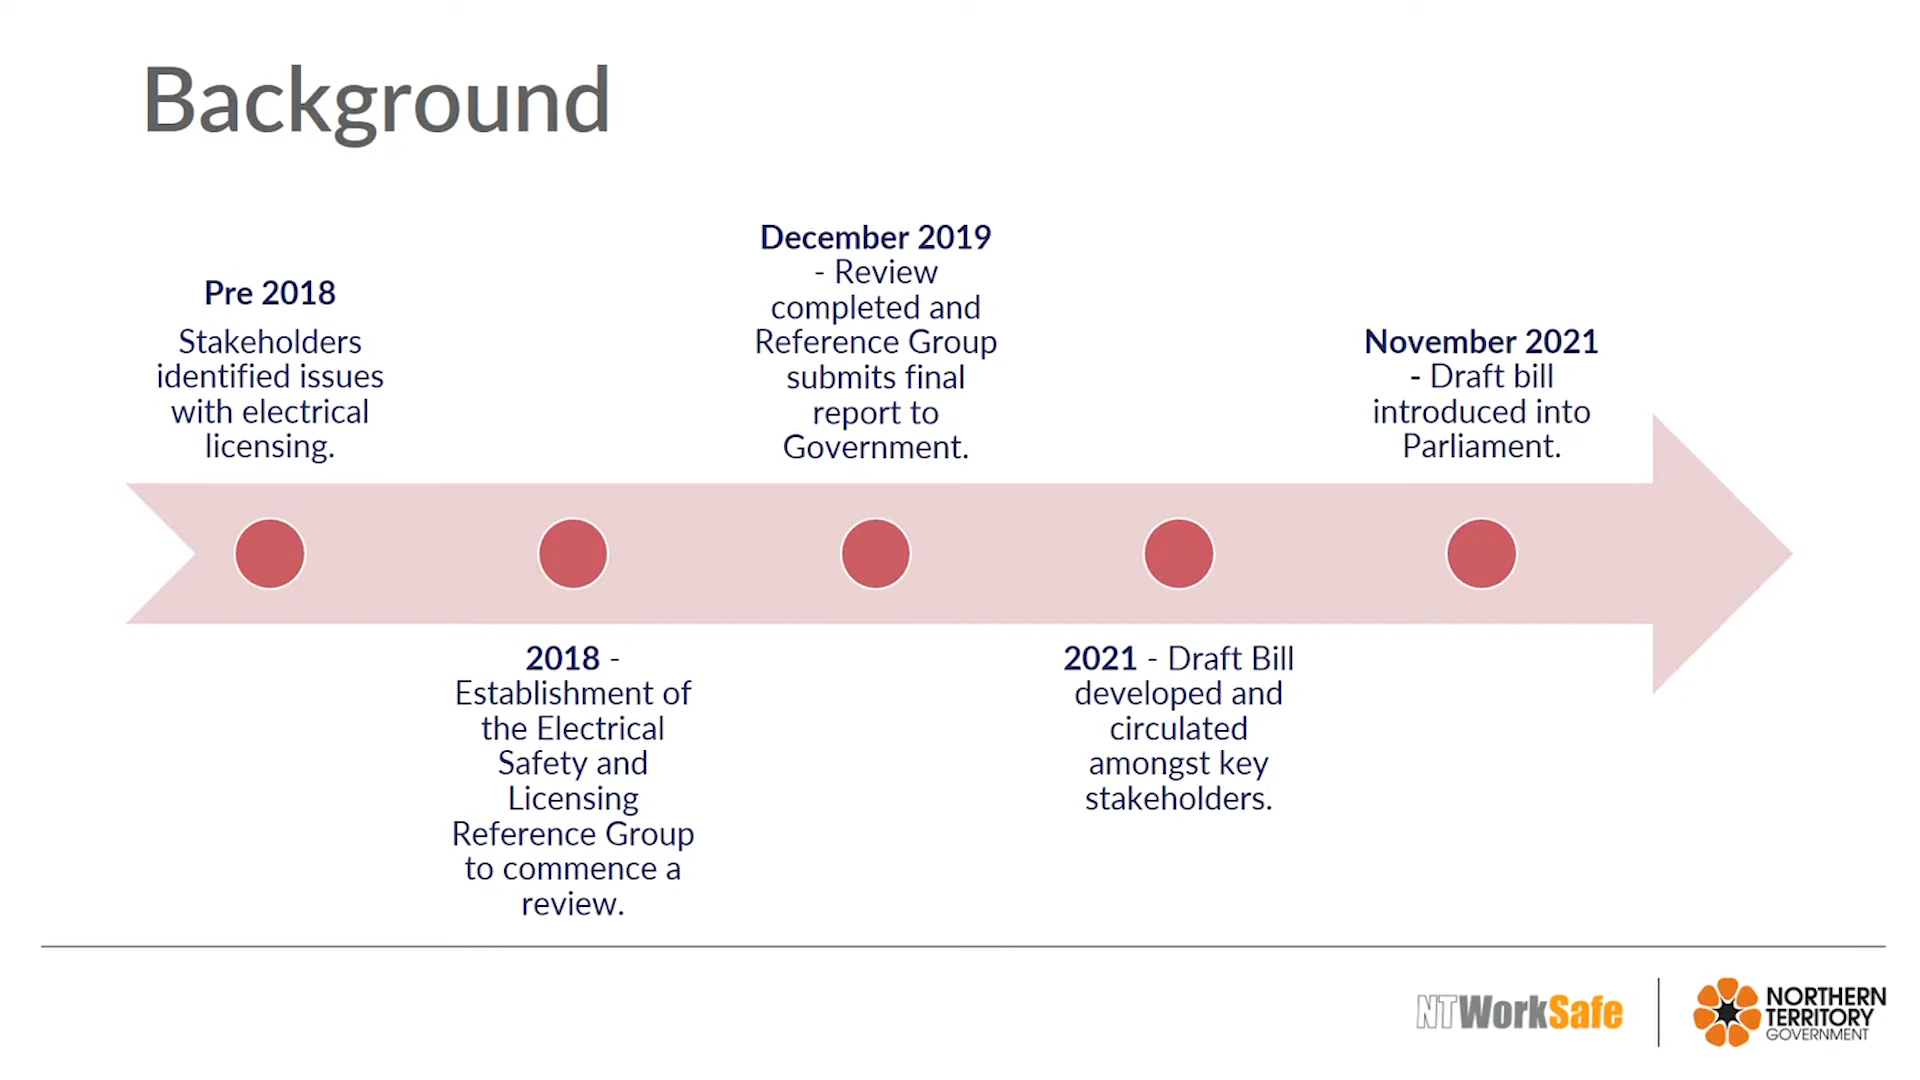 Background
Pre 2018
Stakeholders
identified issues
with electrical
licensing.
2018 -
Establishment of
the Electrical
Safety and
Licensing
Reference Group
to commence a
review.
December 2019
- Review
completed and
Reference Group
submits final
report to
Government.
2021 - Draft Bill
developed and
circulated
amongst key
stakeholders.
November 2021
- Draft bill
introduced into
Parliament.
NTWorkSafe
NORTHERN
TERRITORY
GOVERNMENT